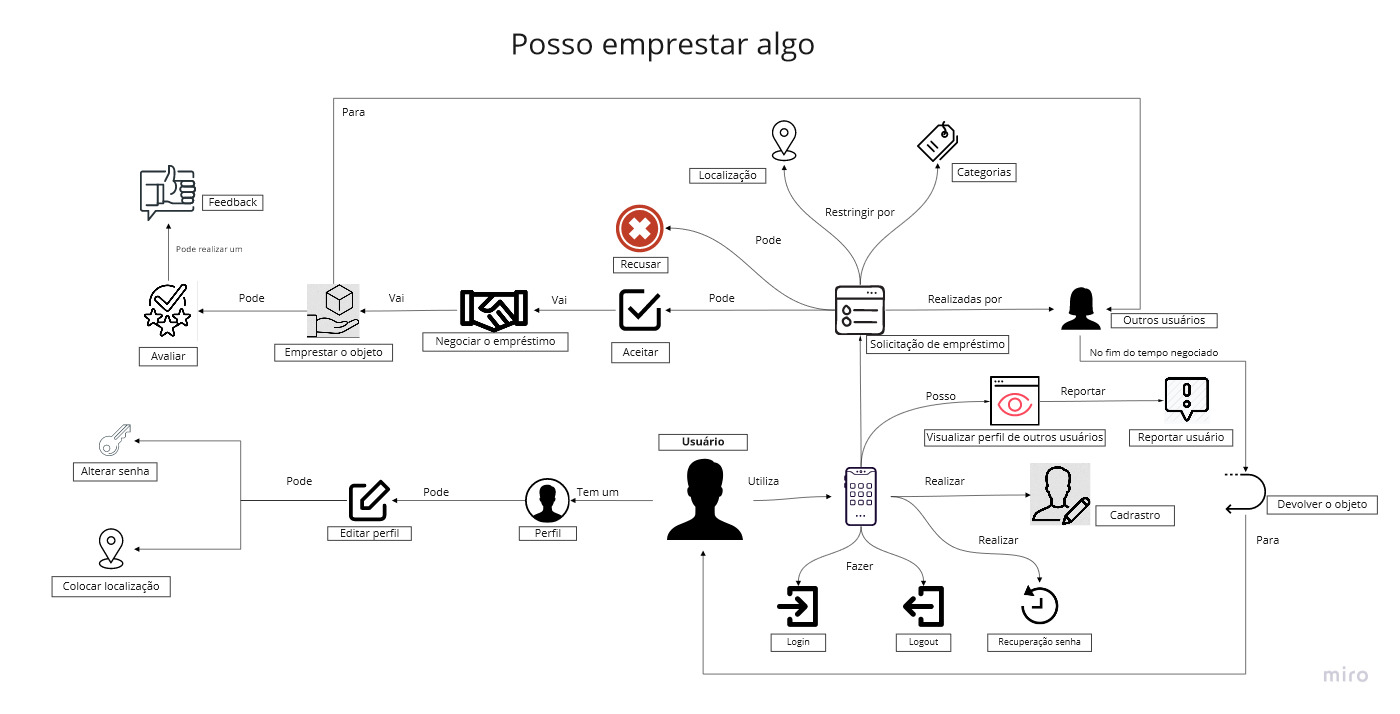 Posso emprestar algo
Para
Localização
Categorias
Feedback
Restringir por
Pode realizar um
Pode
Recusar
Pode
Vai
Vai
Pode
Realizadas por
Outros usuários
Avaliar
Emprestar o objeto
Negociar o empréstimo
Aceitar
Solicitação de empréstimo
No fim do tempo negociado
Posso
Reportar
Usuário
Visualizar perfil de outros usuários
Reportar usuário
Alterar senha
Pode
Pode
Tem um
Utiliza
Realizar
Editar perfil
Perfil
Cadrastro
Devolver o objeto
Realizar
Para
Colocar localização
Fazer
Login
Logout
Recuperação senha
miro